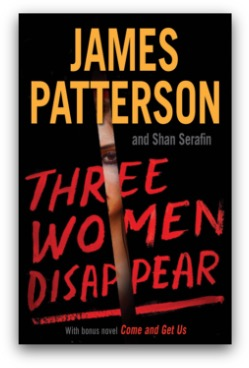 JAMES
PATTERSON
and Shan Serafin
THREE
WOMEN
DISAPPEAR
With bonus novel Come and Get Us